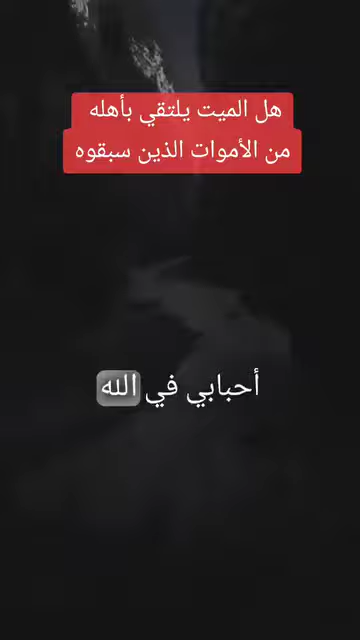 هل الميت يلتقي بأهله
من الأموات الذين سبقوه
أحبابي في الله